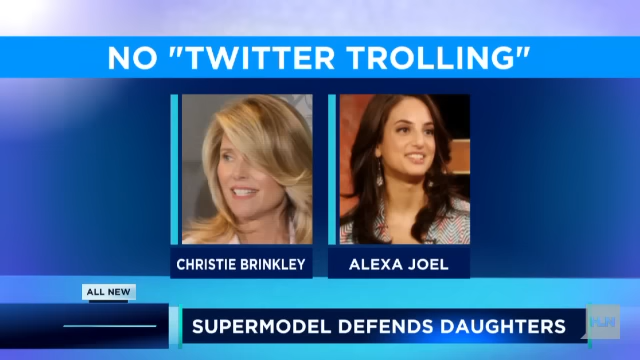 NO "TWITTER TROLLING"
CHRISTIE BRINKLEY
ALEXA JOEL
ALL NEW
SUPERMODEL DEFENDS DAUGHTERS